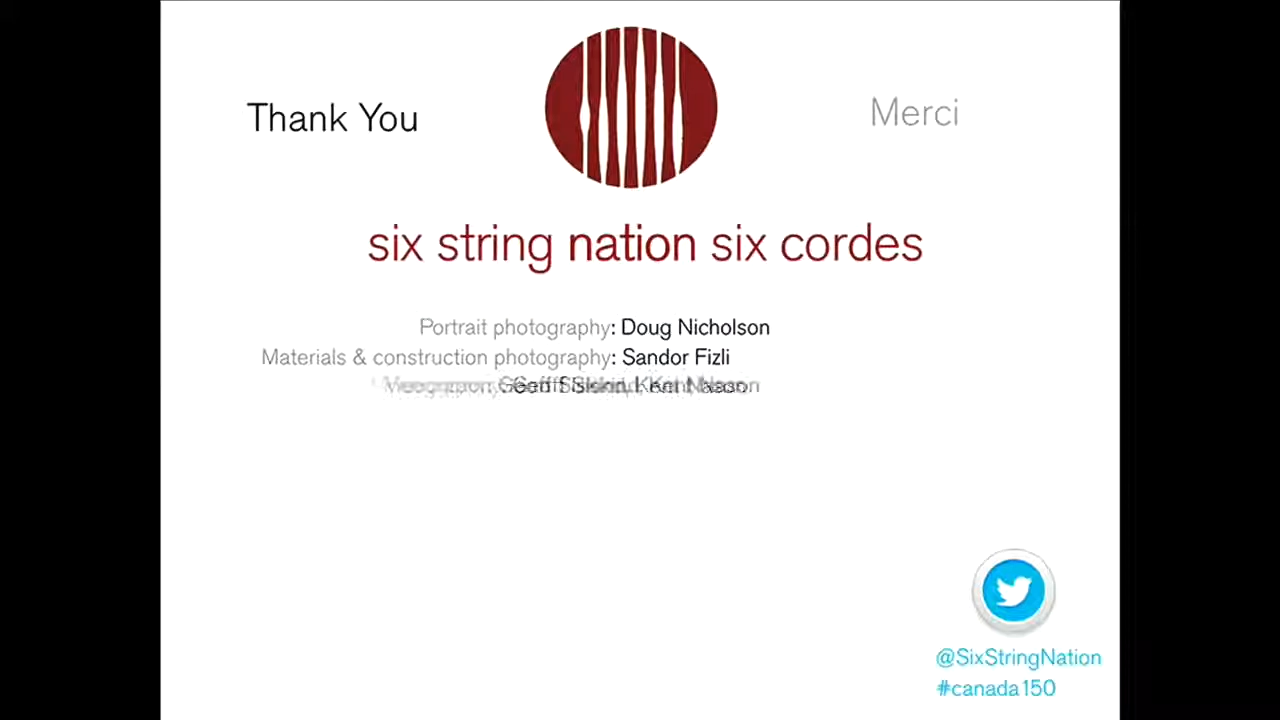 Thank You
Merci
six string nation six cordes
Portrait photography: Doug Nicholson
Materials & construction photography: Sandor Fizli
@SixStringNation
#canada150